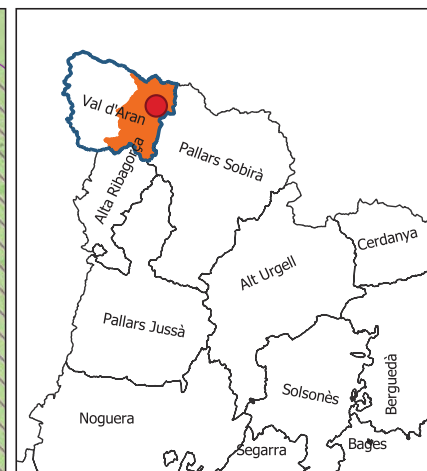 Val d'Aran
Pallars Sobirà
Alta Ribagorça
Cerdanya
Alt Urgell
Pallars Jussà
Berguedà
Solsonès
Noguera
Bages
Segarra